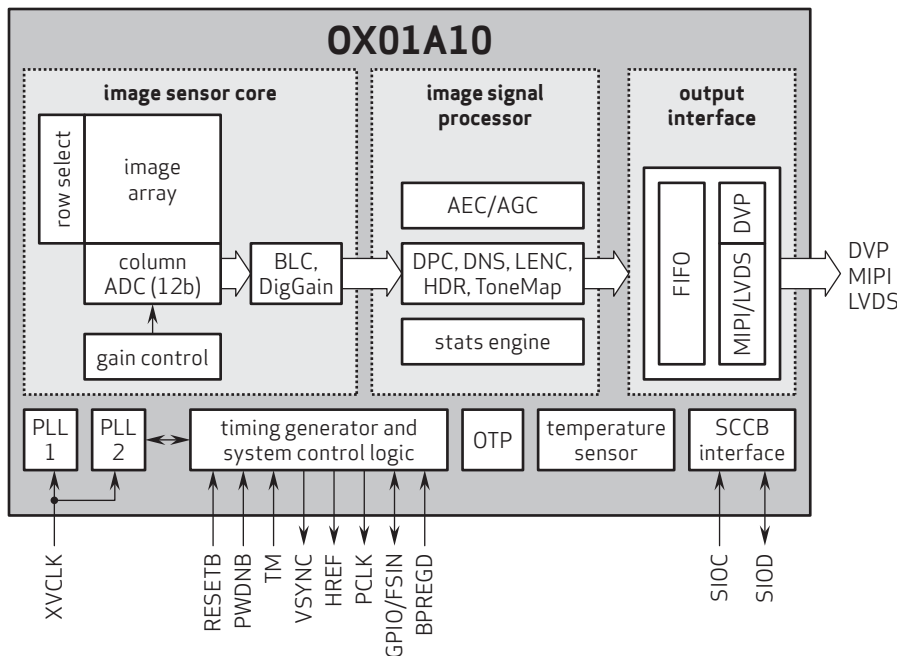 OX01A10
image sensor core
row select
image
array
column
ADC (12b)
gain control
BLC,
DigGain
image signal
processor
AEC/AGC
DPC, DNS, LENC,
HDR, ToneMap
stats engine
output
interface
FIFO
DVP
MIPI/LVDS
DVP
MIPI
LVDS
PLL
1
PLL
2
timing generator and
system control logic
OTP
temperature
sensor
SCCB
interface
XVCLK
RESETB
PWDNB
TM
VSYNC
HREF
PCLK
GPIO/FSIN
BPREGD
SIOC
SIOD